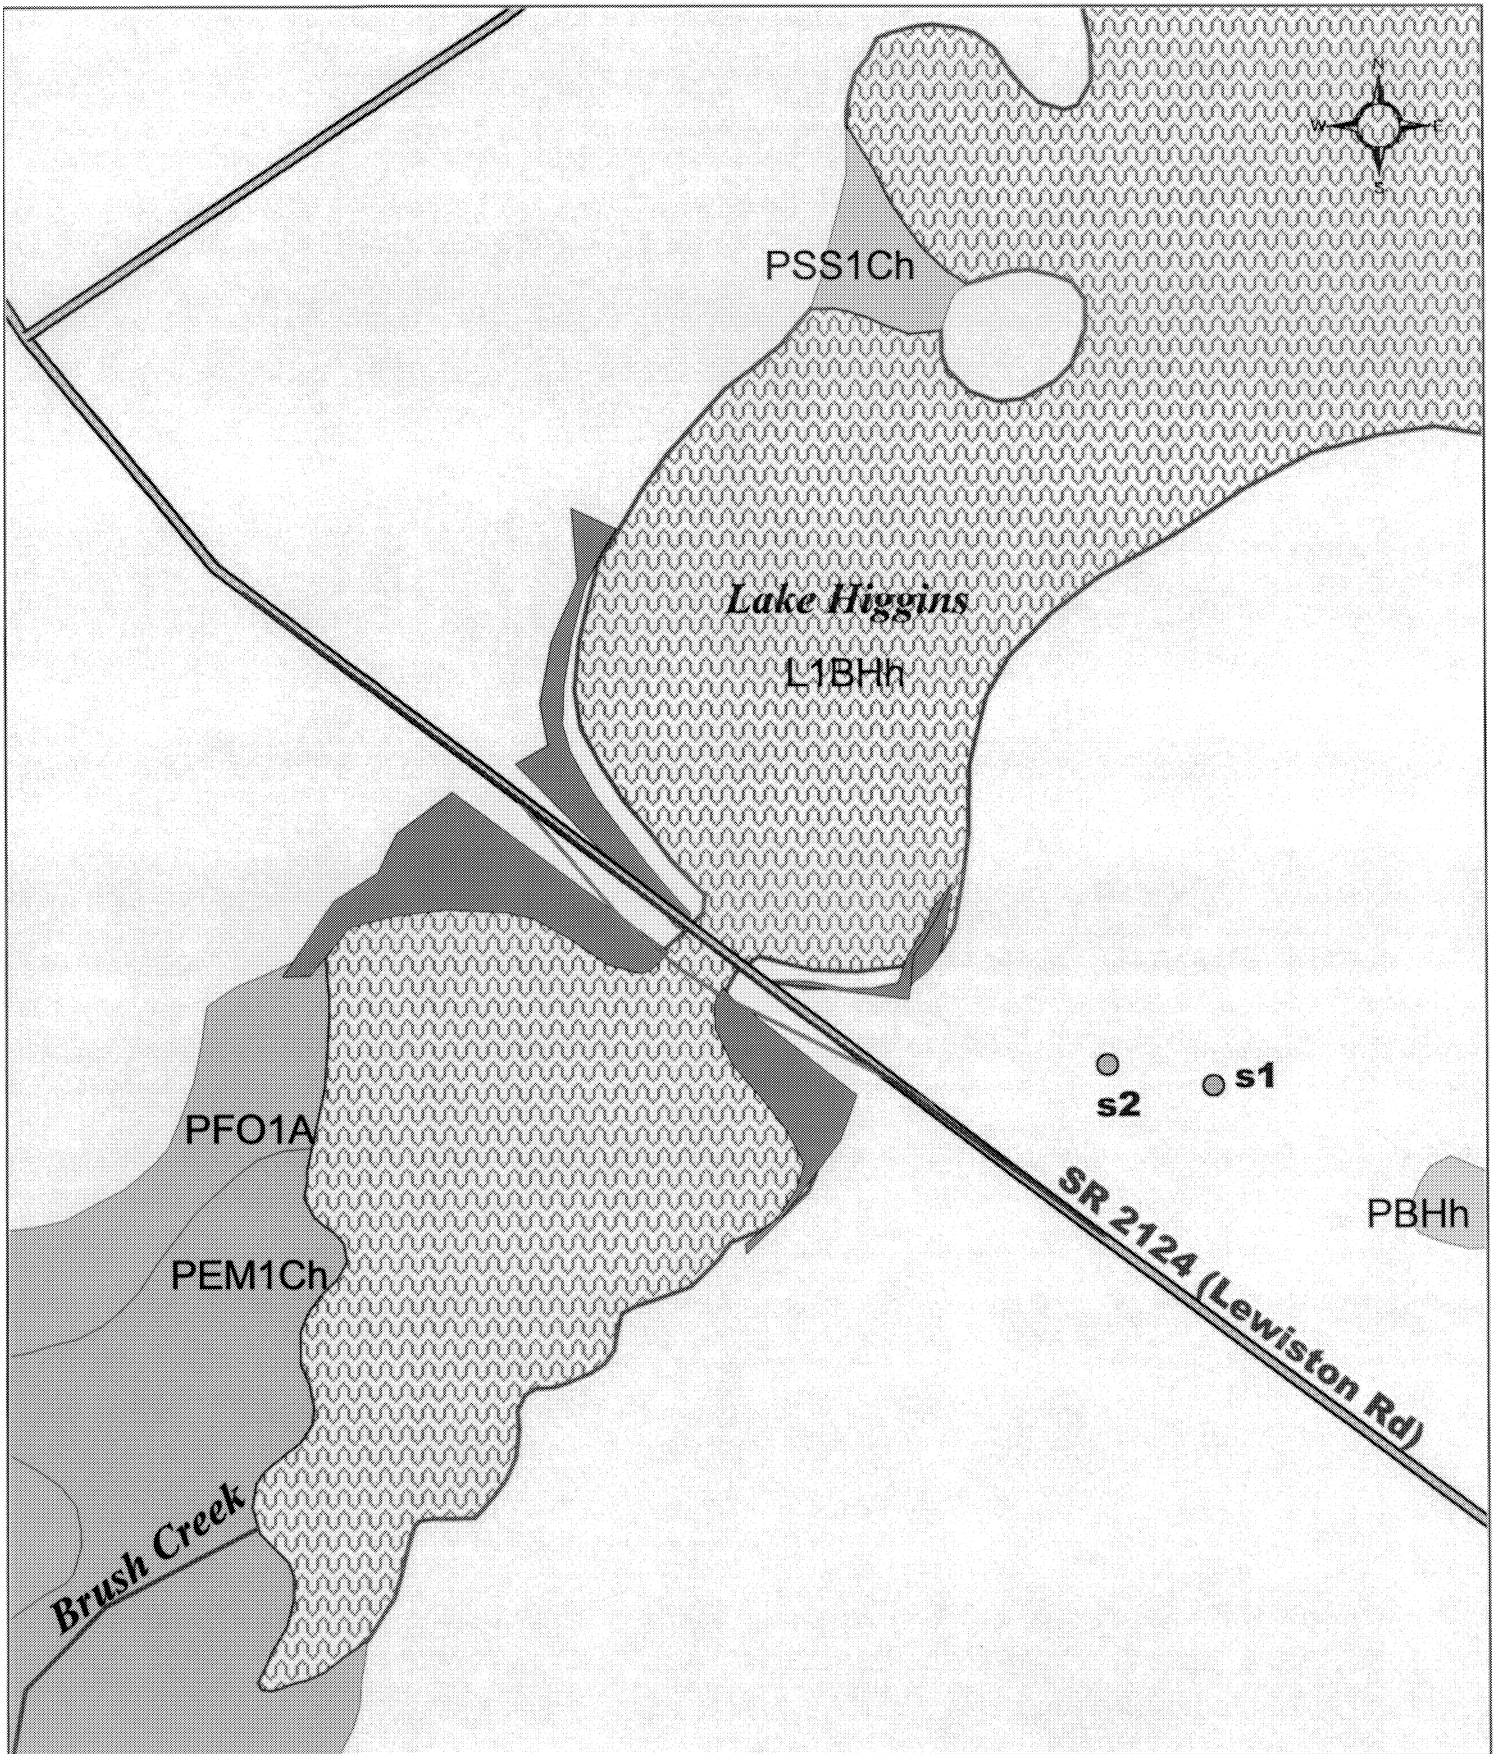 N
W E
S
PSS1Ch
Lake Higgins
L1BHh
s1
s2
PFO1A
SR 2124 (Lewiston Rd)
PBHh
PEM1Ch
Brush Creek